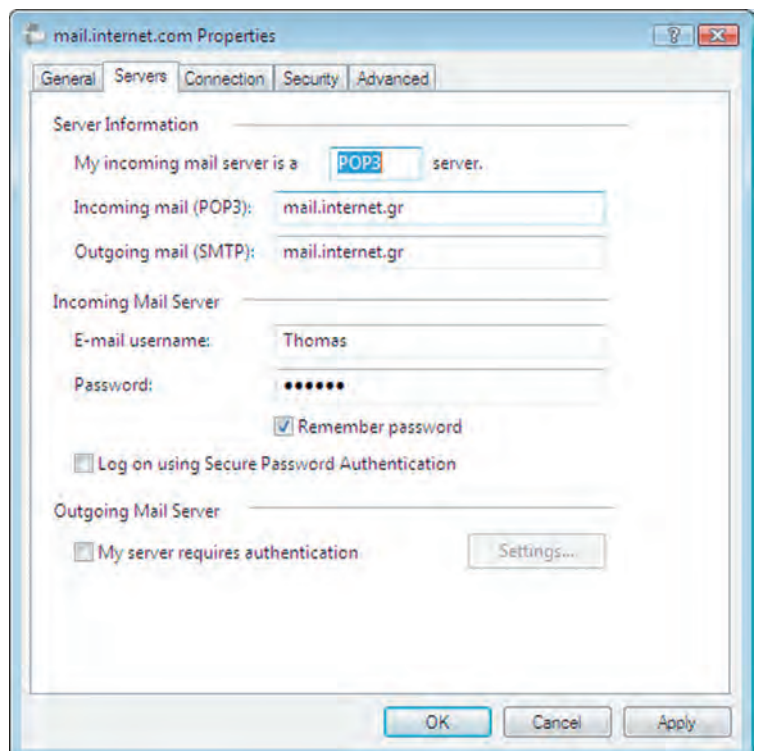 mail.internet.com Properties
General Servers Connection Security Advanced
Server Information
My incoming mail server is a POP3 server.
Incoming mail (POP3): mail.internet.gr
Outgoing mail (SMTP): mail.internet.gr
Incoming Mail Server
E-mail username: Thomas
Password: ●●●●●●
Remember password
Log on using Secure Password Authentication
Outgoing Mail Server
My server requires authentication Settings...
OK Cancel Apply